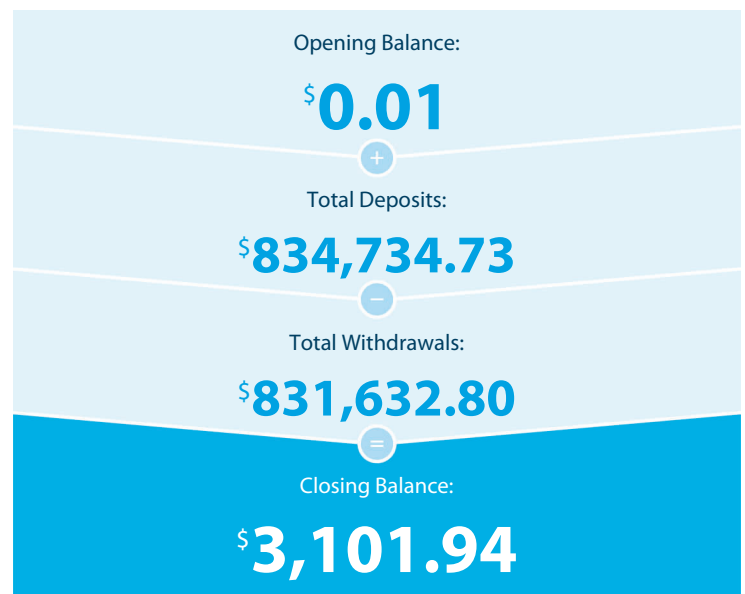 Opening Balance:
$0.01
+
Total Deposits:
$834,734.73
−
Total Withdrawals:
$831,632.80
=
Closing Balance:
$3,101.94